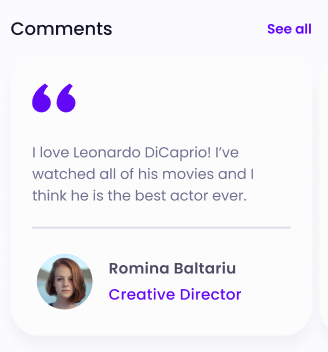 Comments
See all
I love Leonardo DiCaprio! I’ve
watched all of his movies and I
think he is the best actor ever.
Romina Baltariu
Creative Director